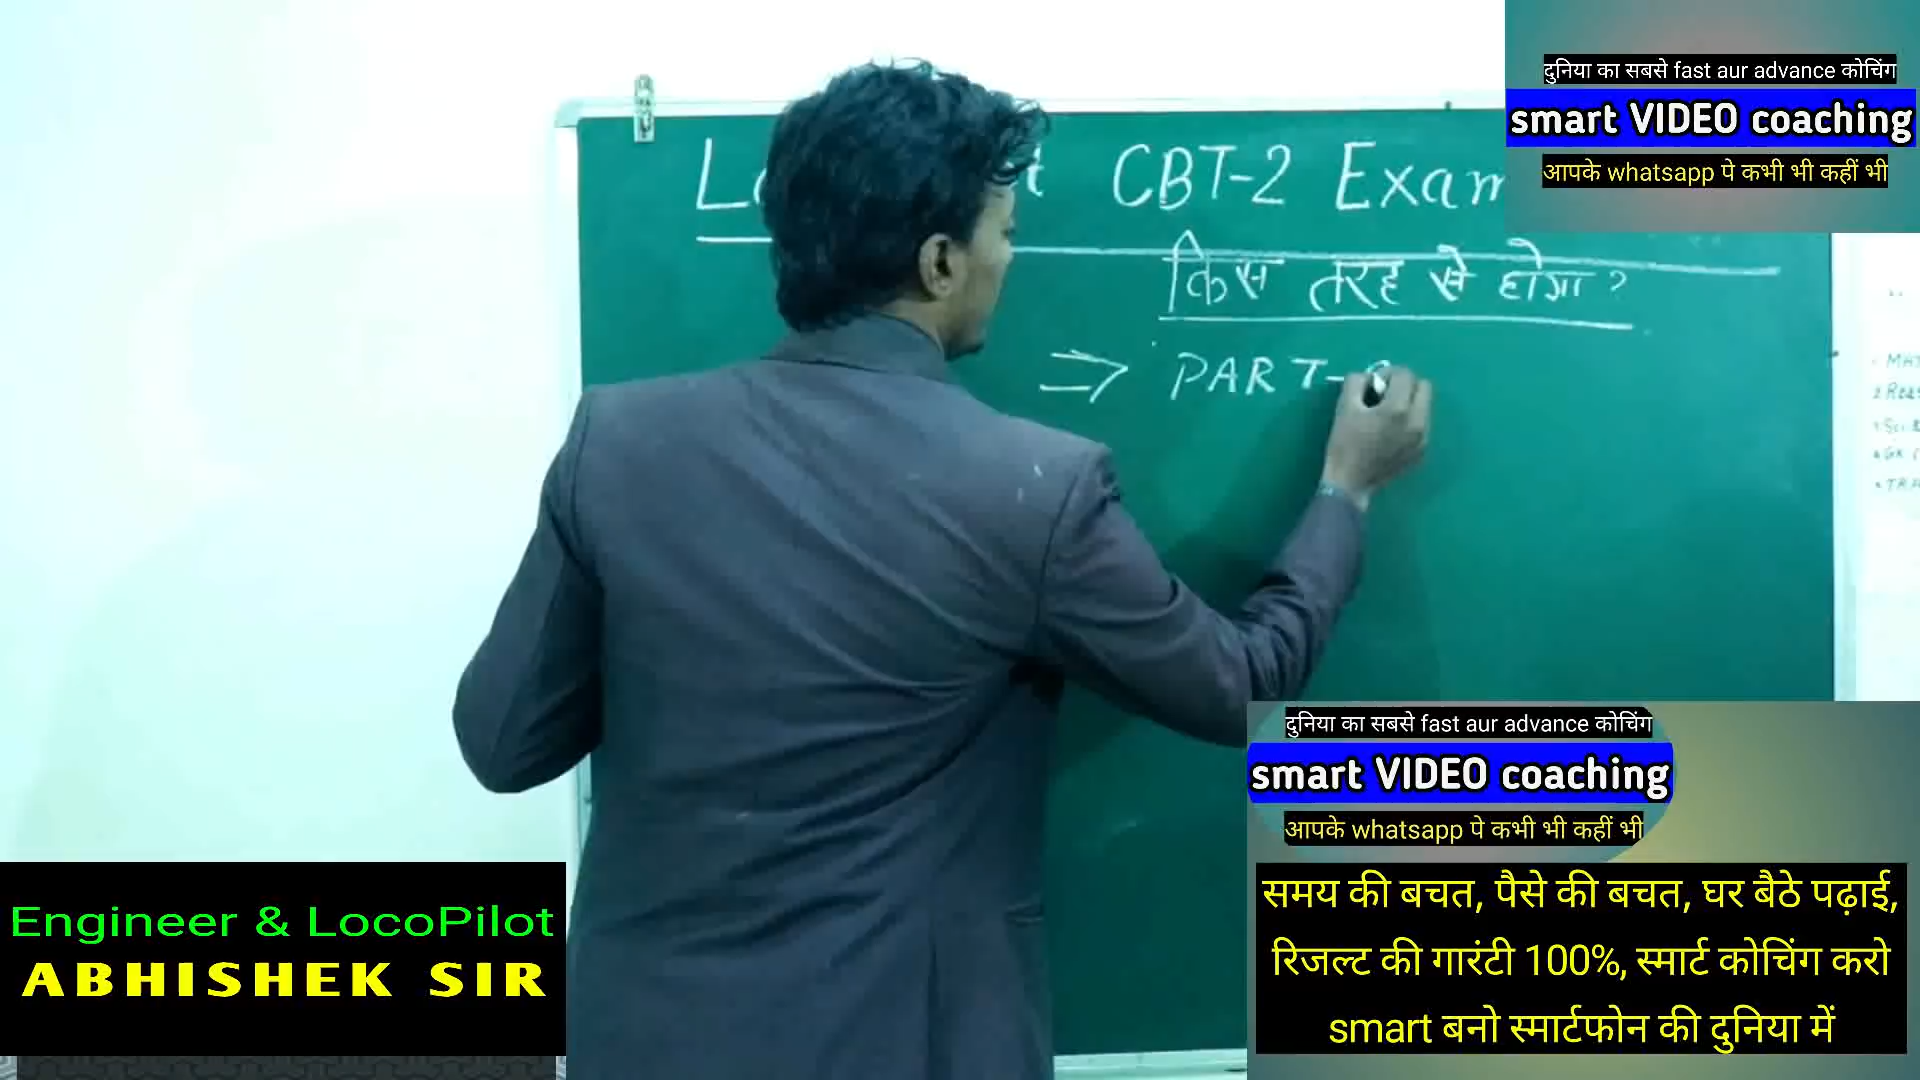 दुनिया का सबसे fast aur advance कोचिंग
smart VIDEO coaching
आपके whatsapp पे कभी भी कहीं भी
CBT-2 Exam
किस तरह से होगा ?
⇒ PART-
दुनिया का सबसे fast aur advance कोचिंग
smart VIDEO coaching
आपके whatsapp पे कभी भी कहीं भी
समय की बचत, पैसे की बचत, घर बैठे पढ़ाई,
रिजल्ट की गारंटी 100%, स्मार्ट कोचिंग करो
smart बनो स्मार्टफोन की दुनिया में
Engineer & LocoPilot
ABHISHEK SIR